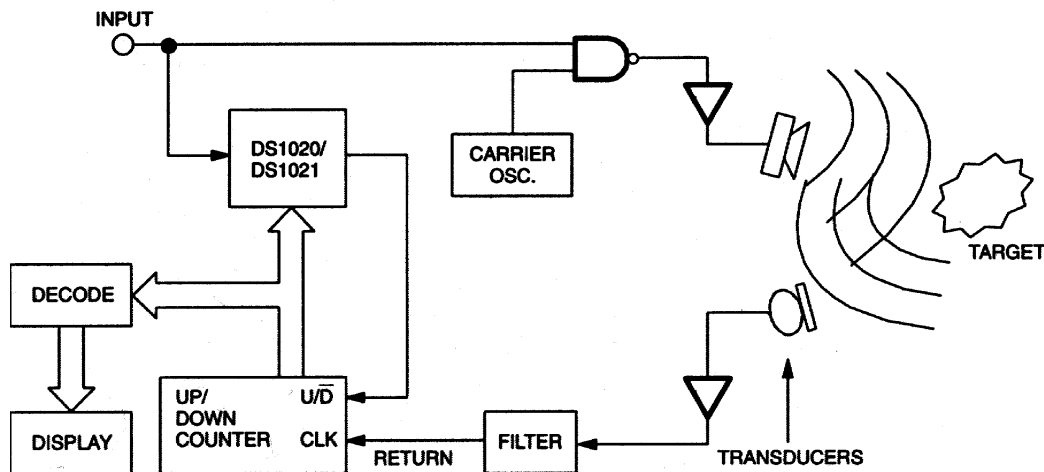 INPUT
DS1020/
DS1021
CARRIER
OSC.
TARGET
DECODE
UP/
DOWN
COUNTER
U/D̅
CLK
DISPLAY
RETURN
FILTER
TRANSDUCERS